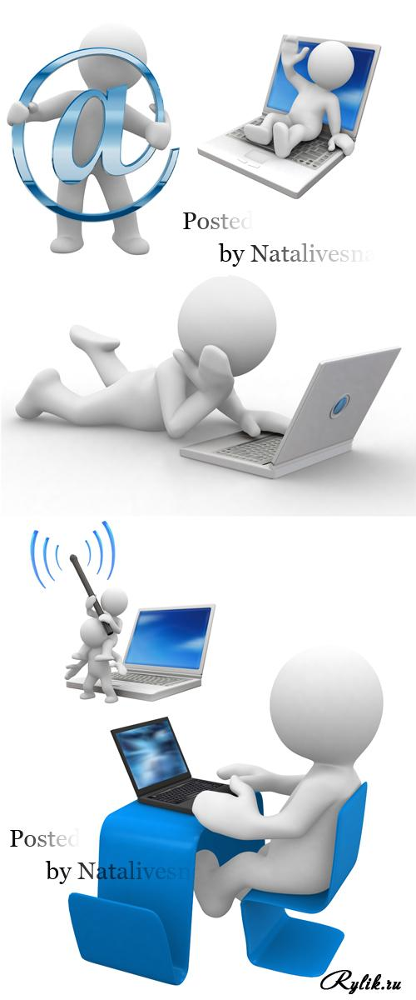 Posted
by Natalivesna
Posted
by Natalivesn
Rylik.ru